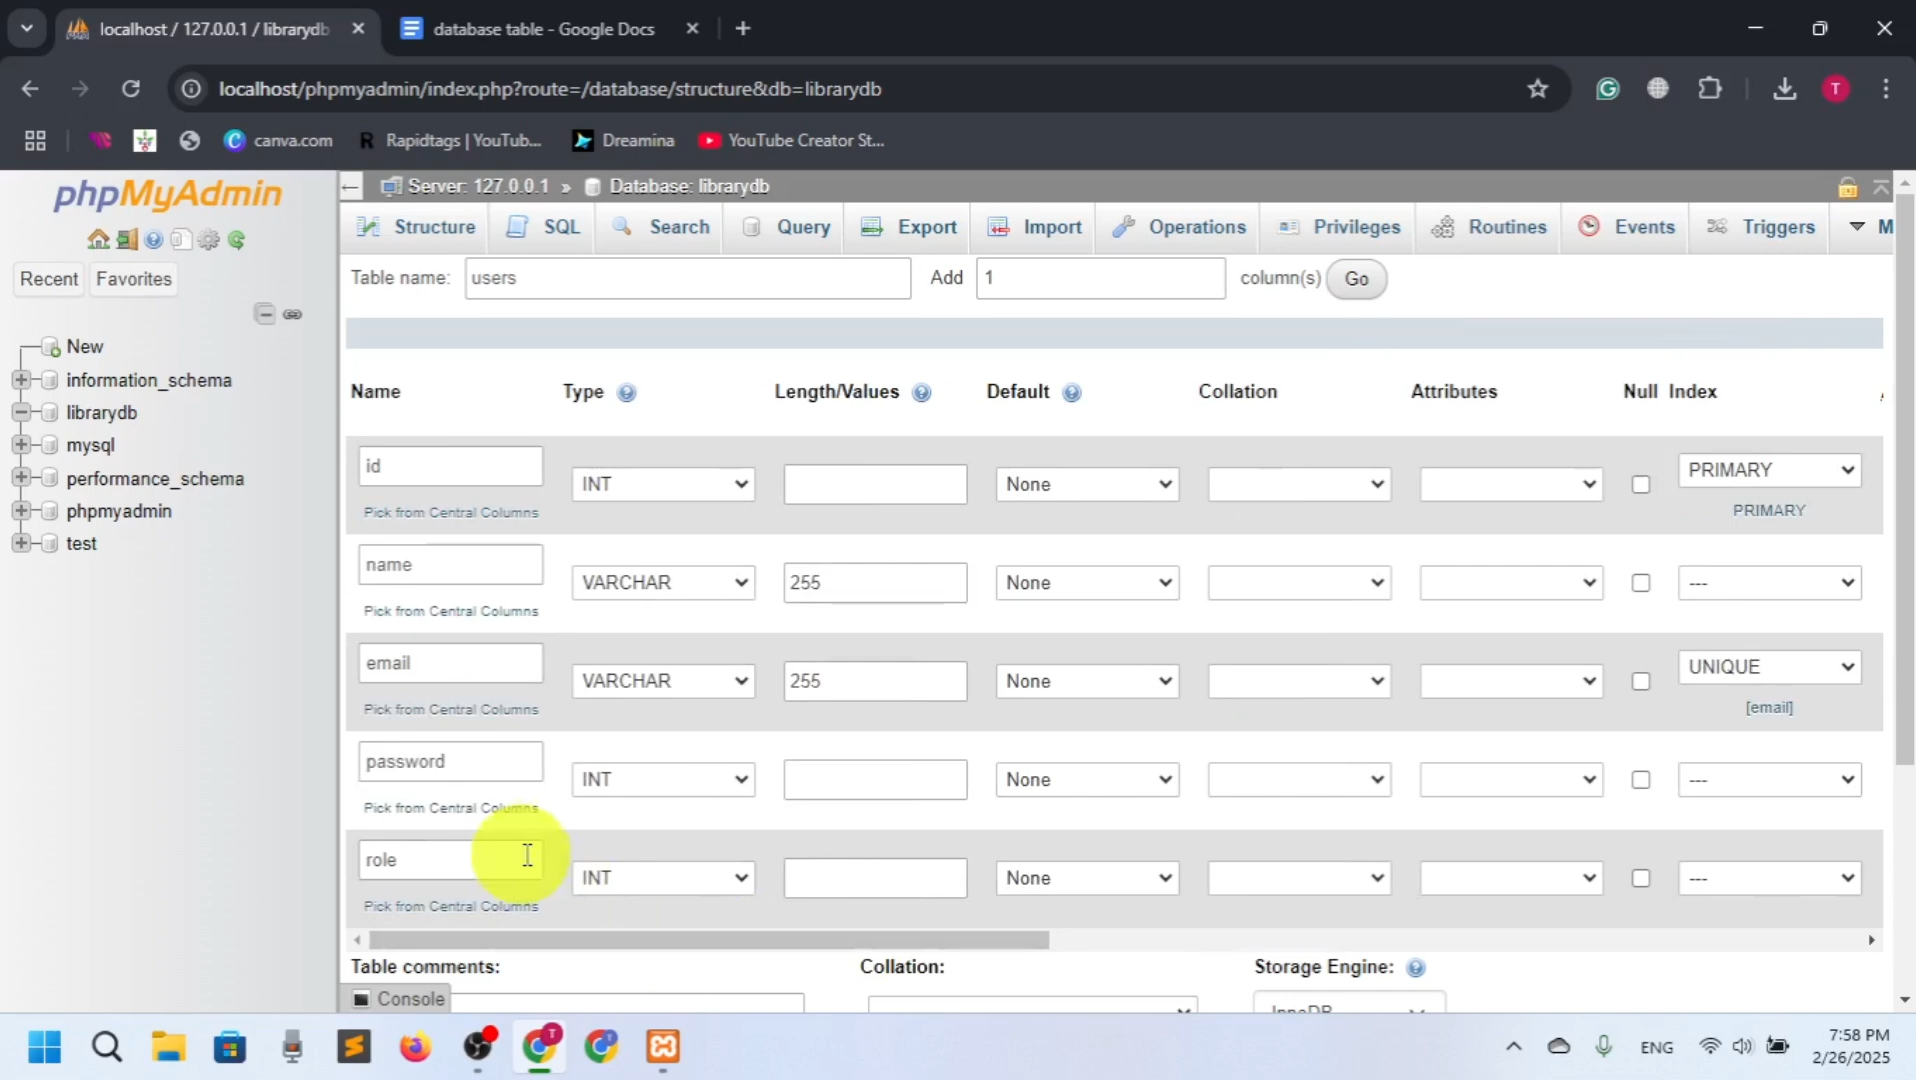 localhost / 127.0.0.1 / librarydb
database table - Google Docs
localhost/phpmyadmin/index.php?route=/database/structure&db=librarydb
T
canva.com
Rapidtags | YouTub...
Dreamina
YouTube Creator St...
phpMyAdmin
Server: 127.0.0.1 » Database: librarydb
Structure SQL Search Query Export Import Operations Privileges Routines Events Triggers M
Recent Favorites
Table name: users Add 1 column(s) Go
New
information_schema
librarydb
mysql
performance_schema
phpmyadmin
test
Name Type Length/Values Default Collation Attributes Null Index
id INT None PRIMARY
Pick from Central Columns PRIMARY
name VARCHAR 255 None ---
Pick from Central Columns
email VARCHAR 255 None UNIQUE
Pick from Central Columns [email]
password INT None ---
Pick from Central Columns
role INT None ---
Pick from Central Columns
Table comments: Collation: Storage Engine:
InnoDB
Console
ENG
7:58 PM
2/26/2025